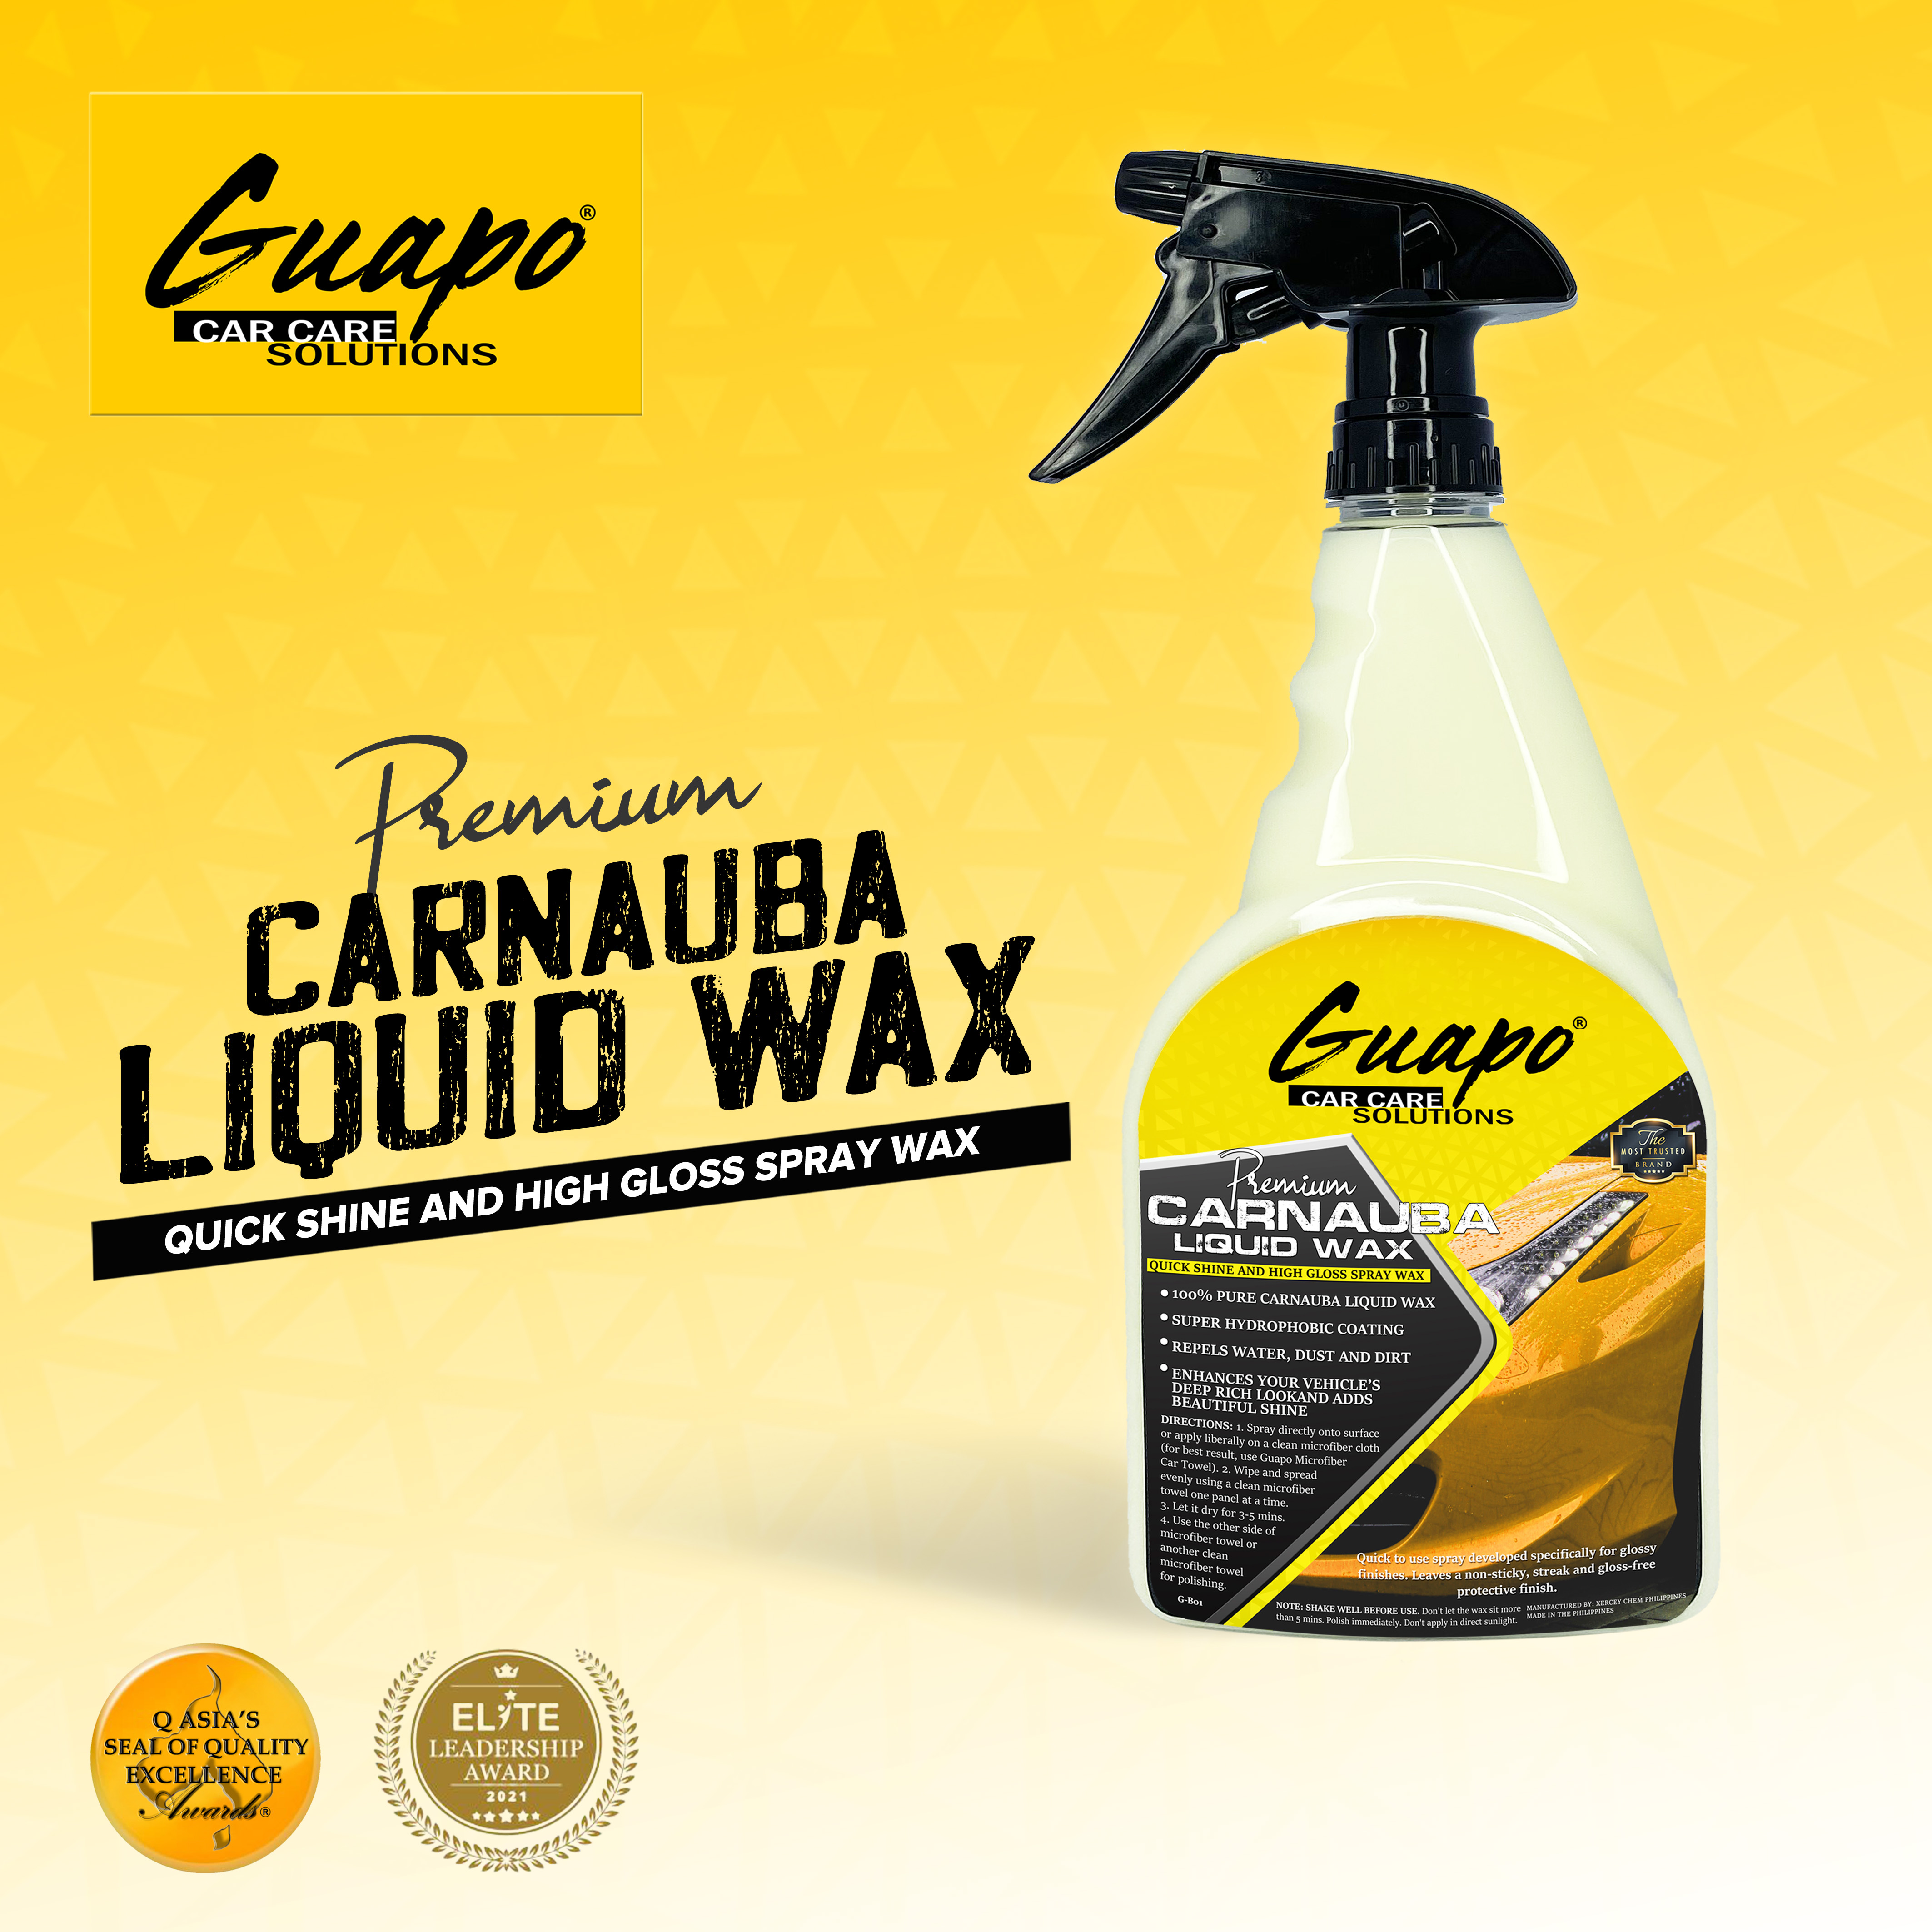 Guapo®
CAR CARE
SOLUTIONS
Premium
CARNAUBA
LIQUID WAX
QUICK SHINE AND HIGH GLOSS SPRAY WAX
Guapo®
CAR CARE
SOLUTIONS
The
MOST TRUSTED
BRAND
Premium
CARNAUBA
LIQUID WAX
QUICK SHINE AND HIGH GLOSS SPRAY WAX
• 100% PURE CARNAUBA LIQUID WAX
• SUPER HYDROPHOBIC COATING
• REPELS WATER, DUST AND DIRT
• ENHANCES YOUR VEHICLE'S
DEEP RICH LOOKAND ADDS
BEAUTIFUL SHINE
DIRECTIONS: 1. Spray directly onto surface
or apply liberally on a clean microfiber cloth
(for best result, use Guapo Microfiber
Car Towel). 2. Wipe and spread
evenly using a clean microfiber
towel one panel at a time.
3. Let it dry for 3-5 mins.
4. Use the other side of
microfiber towel or
another clean
microfiber towel
for polishing.
G-B01
Quick to use spray developed specifically for glossy
finishes. Leaves a non-sticky, streak and gloss-free
protective finish.
NOTE: SHAKE WELL BEFORE USE. Don't let the wax sit more
than 5 mins. Polish immediately. Don't apply in direct sunlight.
MANUFACTURED BY: XERCEY CHEM PHILIPPINES
MADE IN THE PHILIPPINES
Q ASIA'S
SEAL OF QUALITY
EXCELLENCE
Awards®
ELITE
LEADERSHIP
AWARD
2021